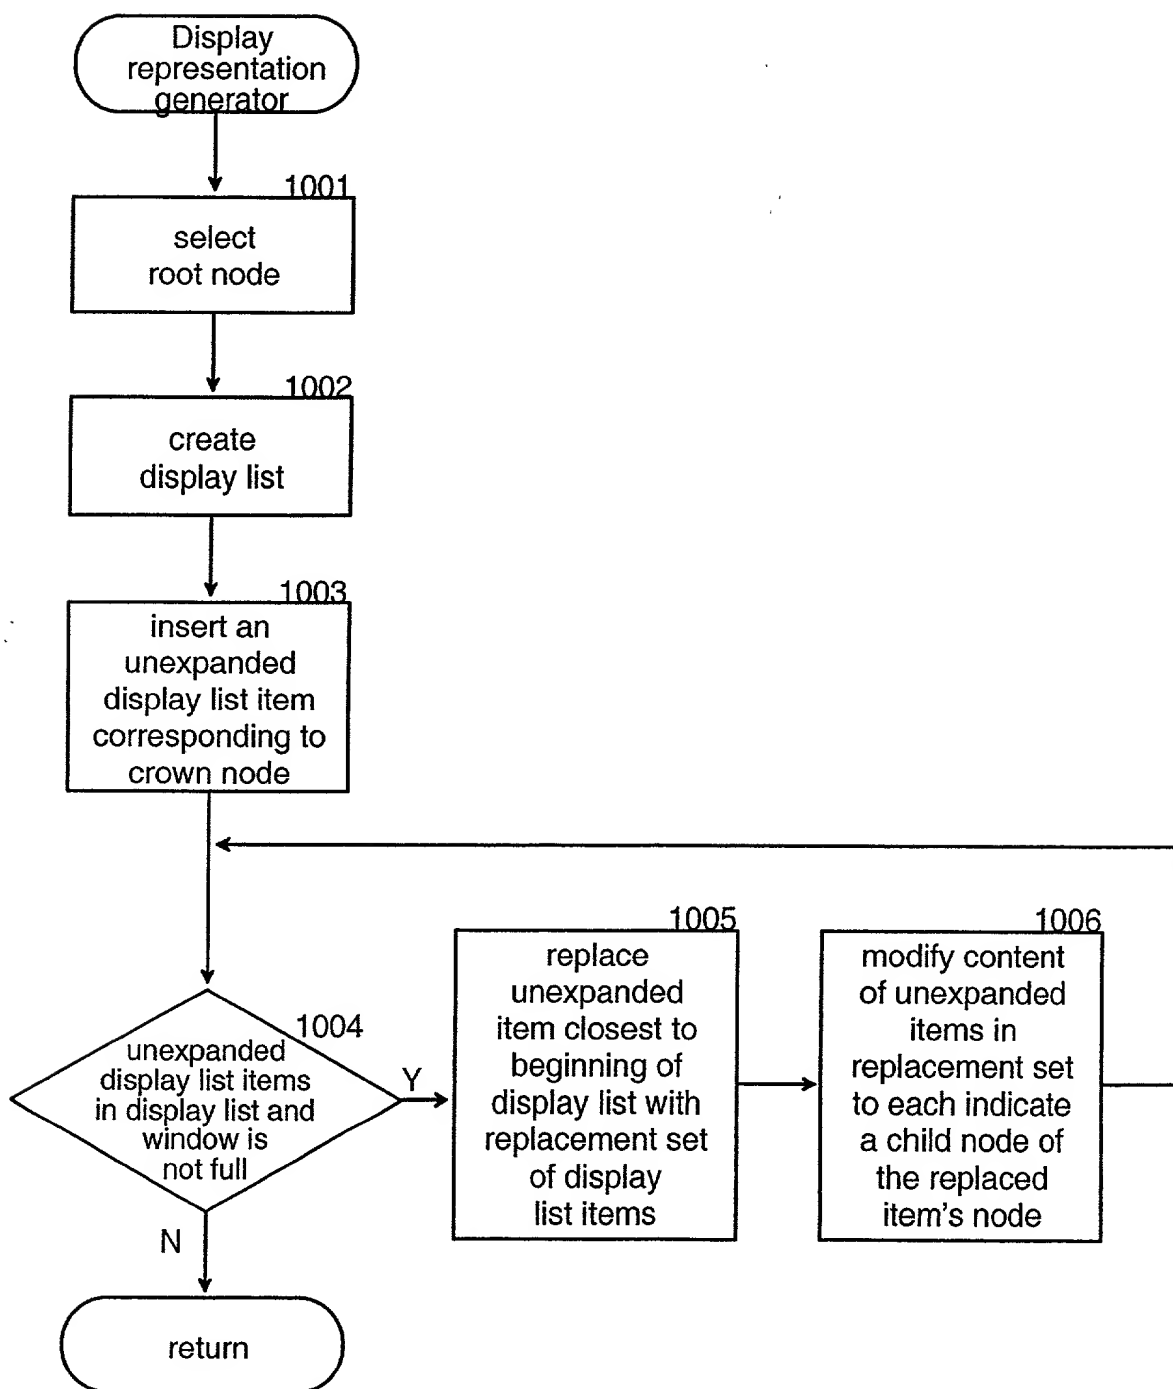 Display
representation
generator
1001
select
root node
1002
create
display list
1003
insert an
unexpanded
display list item
corresponding to
crown node
1004
unexpanded
display list items
in display list and
window is
not full
Y
N
1005
replace
unexpanded
item closest to
beginning of
display list with
replacement set
of display
list items
1006
modify content
of unexpanded
items in
replacement set
to each indicate
a child node of
the replaced
item's node
return